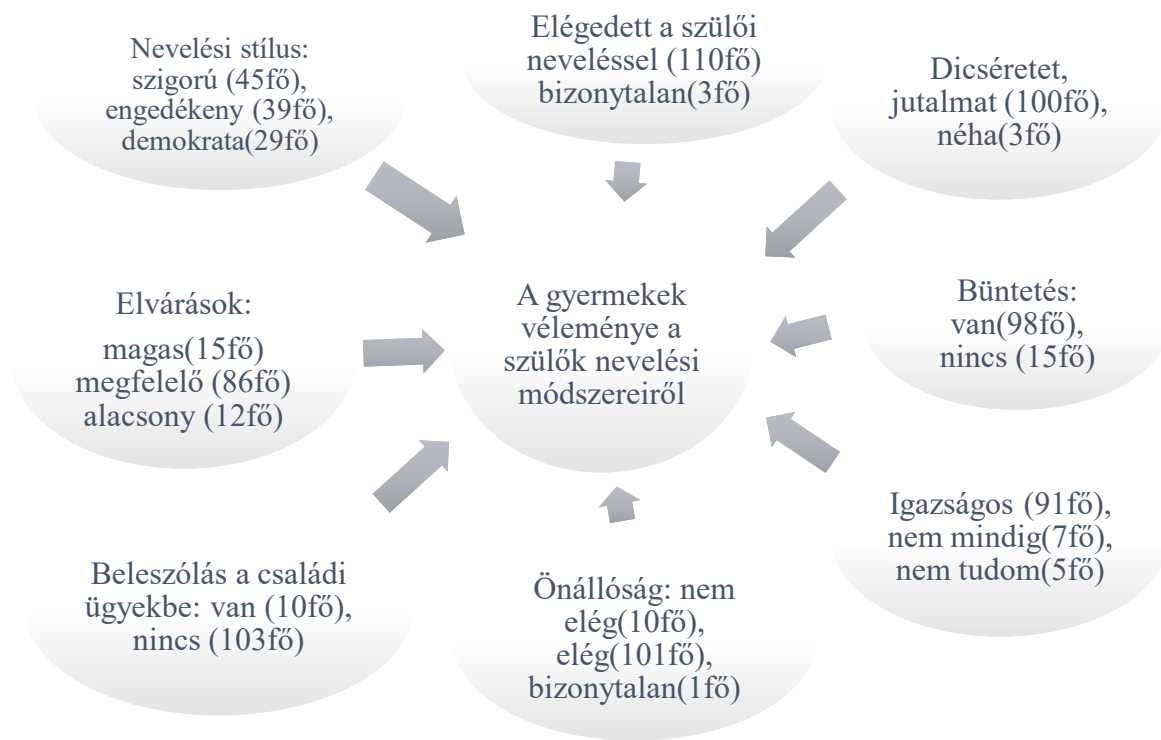 Nevelési stílus:
szigorú (45fő),
engedékeny (39fő),
demokrata(29fő)
Elégedett a szülői
neveléssel (110fő)
bizonytalan(3fő)
Dicséretet,
jutalmat (100fő),
néha(3fő)
Elvárások:
magas(15fő)
megfelelő (86fő)
alacsony (12fő)
A gyermekek
véleménye a
szülők nevelési
módszereiről
Büntetés:
van(98fő),
nincs (15fő)
Beleszólás a családi
ügyekbe: van (10fő),
nincs (103fő)
Önállóság: nem
elég(10fő),
elég(101fő),
bizonytalan(1fő)
Igazságos (91fő),
nem mindig(7fő),
nem tudom(5fő)